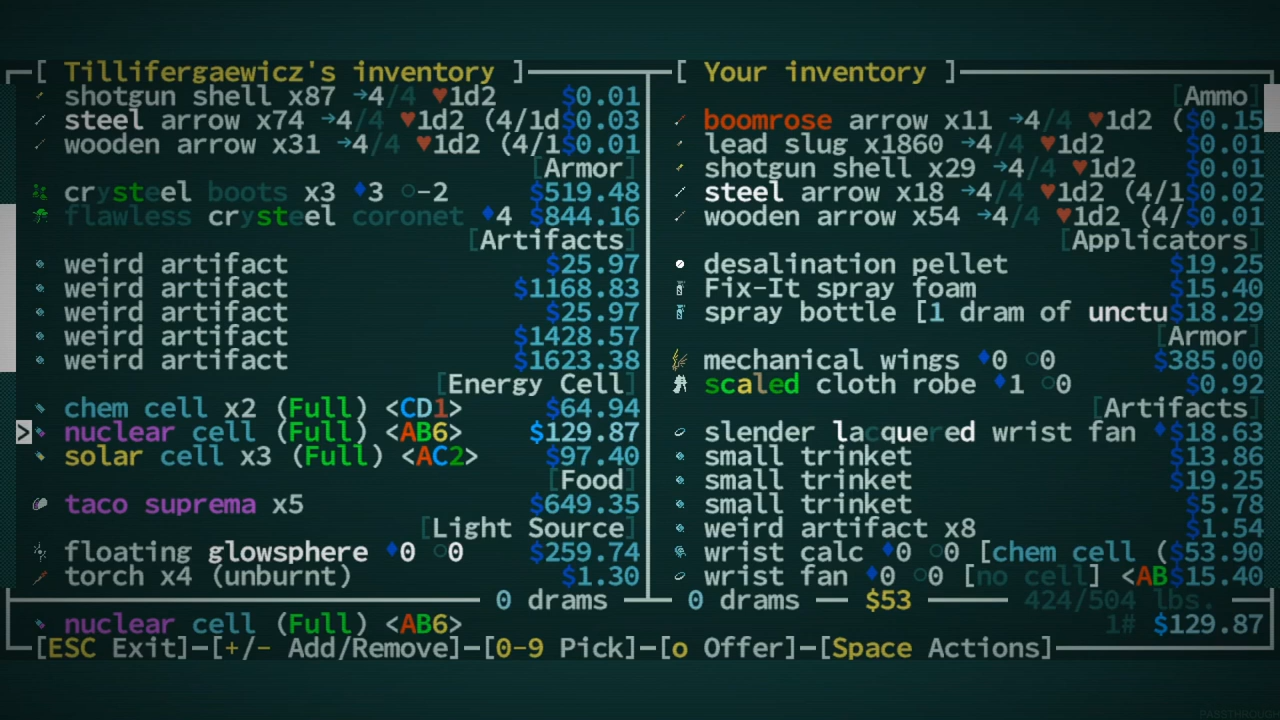 [ Tillifergaewicz's inventory ]
shotgun shell x87 →4/4 ♥1d2 $0.01
steel arrow x74 →4/4 ♥1d2 (4/1d $0.03
wooden arrow x31 →4/4 ♥1d2 (4/1 $0.01
[Armor]
crysteel boots x3 ♦3 ○-2 $519.48
flawless crysteel coronet ♦4 $844.16
[Artifacts]
weird artifact $25.97
weird artifact $1168.83
weird artifact $25.97
weird artifact $1428.57
weird artifact $1623.38
[Energy Cell]
chem cell x2 (Full) <CD1> $64.94
> nuclear cell (Full) <AB6> $129.87
solar cell x3 (Full) <AC2> $97.40
[Food]
taco suprema x5 $649.35
[Light Source]
floating glowsphere ♦0 ○0 $259.74
torch x4 (unburnt) $1.30
0 drams
[ Your inventory ]
[Ammo]
boomrose arrow x11 →4/4 ♥1d2 ( $0.15
lead slug x1860 →4/4 ♥1d2 $0.01
shotgun shell x29 →4/4 ♥1d2 $0.01
steel arrow x18 →4/4 ♥1d2 (4/1 $0.02
wooden arrow x54 →4/4 ♥1d2 (4/ $0.01
[Applicators]
desalination pellet $19.25
Fix-It spray foam $15.40
spray bottle [1 dram of unctu $18.29
[Armor]
mechanical wings ♦0 ○0 $385.00
scaled cloth robe ♦1 ○0 $0.92
[Artifacts]
slender lacquered wrist fan ♦ $18.63
small trinket $13.86
small trinket $19.25
small trinket $5.78
weird artifact x8 $1.54
wrist calc ♦0 ○0 [chem cell ( $53.90
wrist fan ♦0 ○0 [no cell] <AB $15.40
0 drams $53 424/504 lbs.
nuclear cell (Full) <AB6> 1# $129.87
[ESC Exit]-[+/- Add/Remove]-[0-9 Pick]-[o Offer]-[Space Actions]